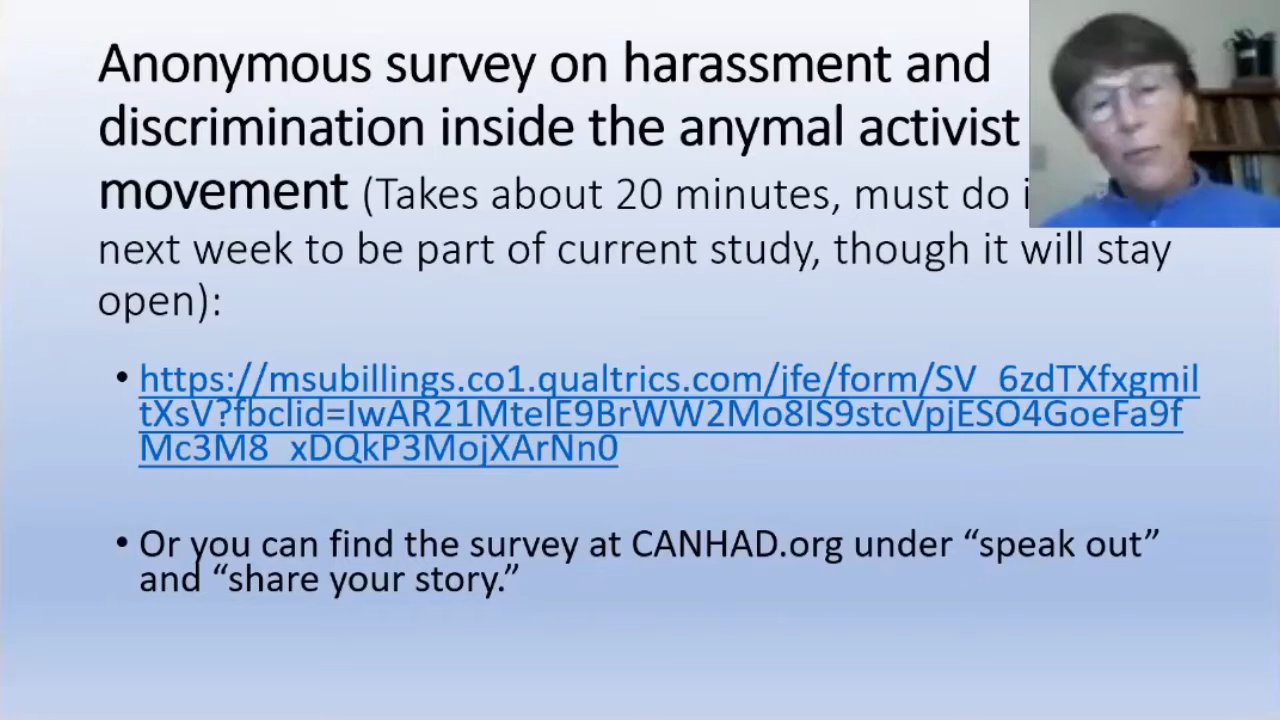 Anonymous survey on harassment and
discrimination inside the anymal activist
movement (Takes about 20 minutes, must do
next week to be part of current study, though it will stay
open):
• https://msubillings.co1.qualtrics.com/jfe/form/SV_6zdTXfxgmil
tXsV?fbclid=IwAR21MtelE9BrWW2Mo8IS9stcVpjESO4GoeFa9f
Mc3M8_xDQkP3MojXArNn0
• Or you can find the survey at CANHAD.org under “speak out”
and “share your story.”